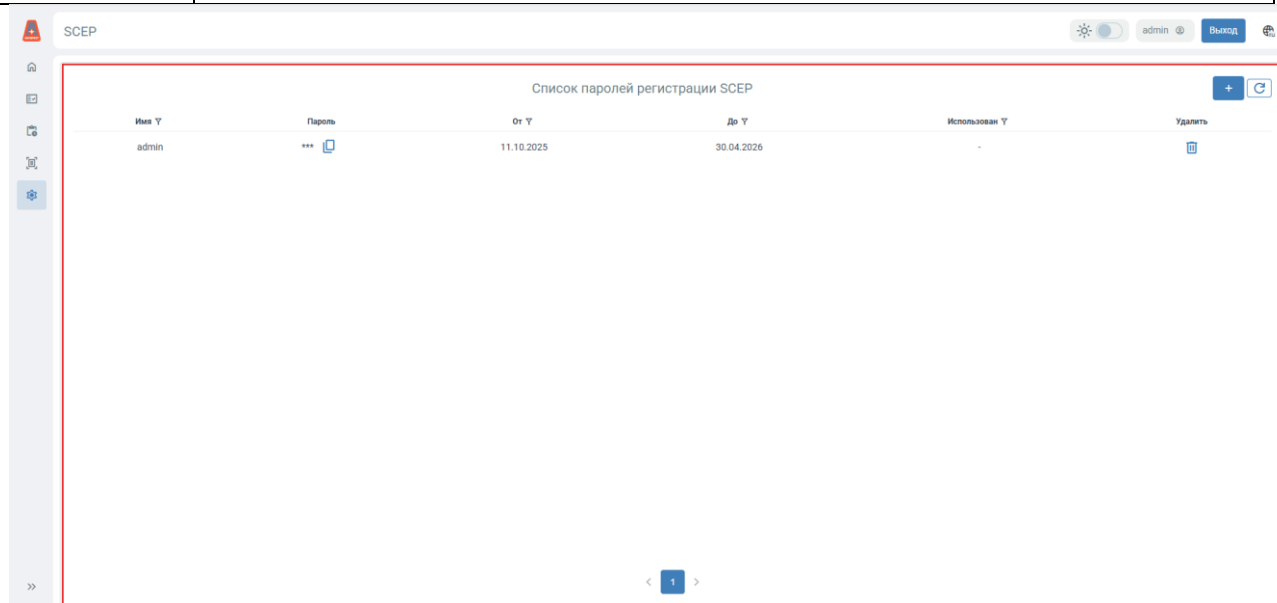 SCEP
admin
Выход
Список паролей регистрации SCEP
+
Имя Пароль От До Использован Удалить
admin *** 11.10.2025 30.04.2026 -
< 1 >
>>